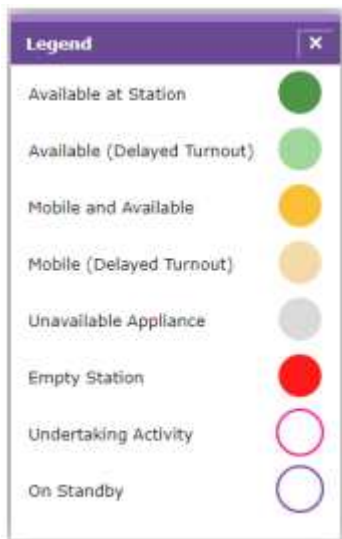 Legend
Available at Station
Available (Delayed Turnout)
Mobile and Available
Mobile (Delayed Turnout)
Unavailable Appliance
Empty Station
Undertaking Activity
On Standby